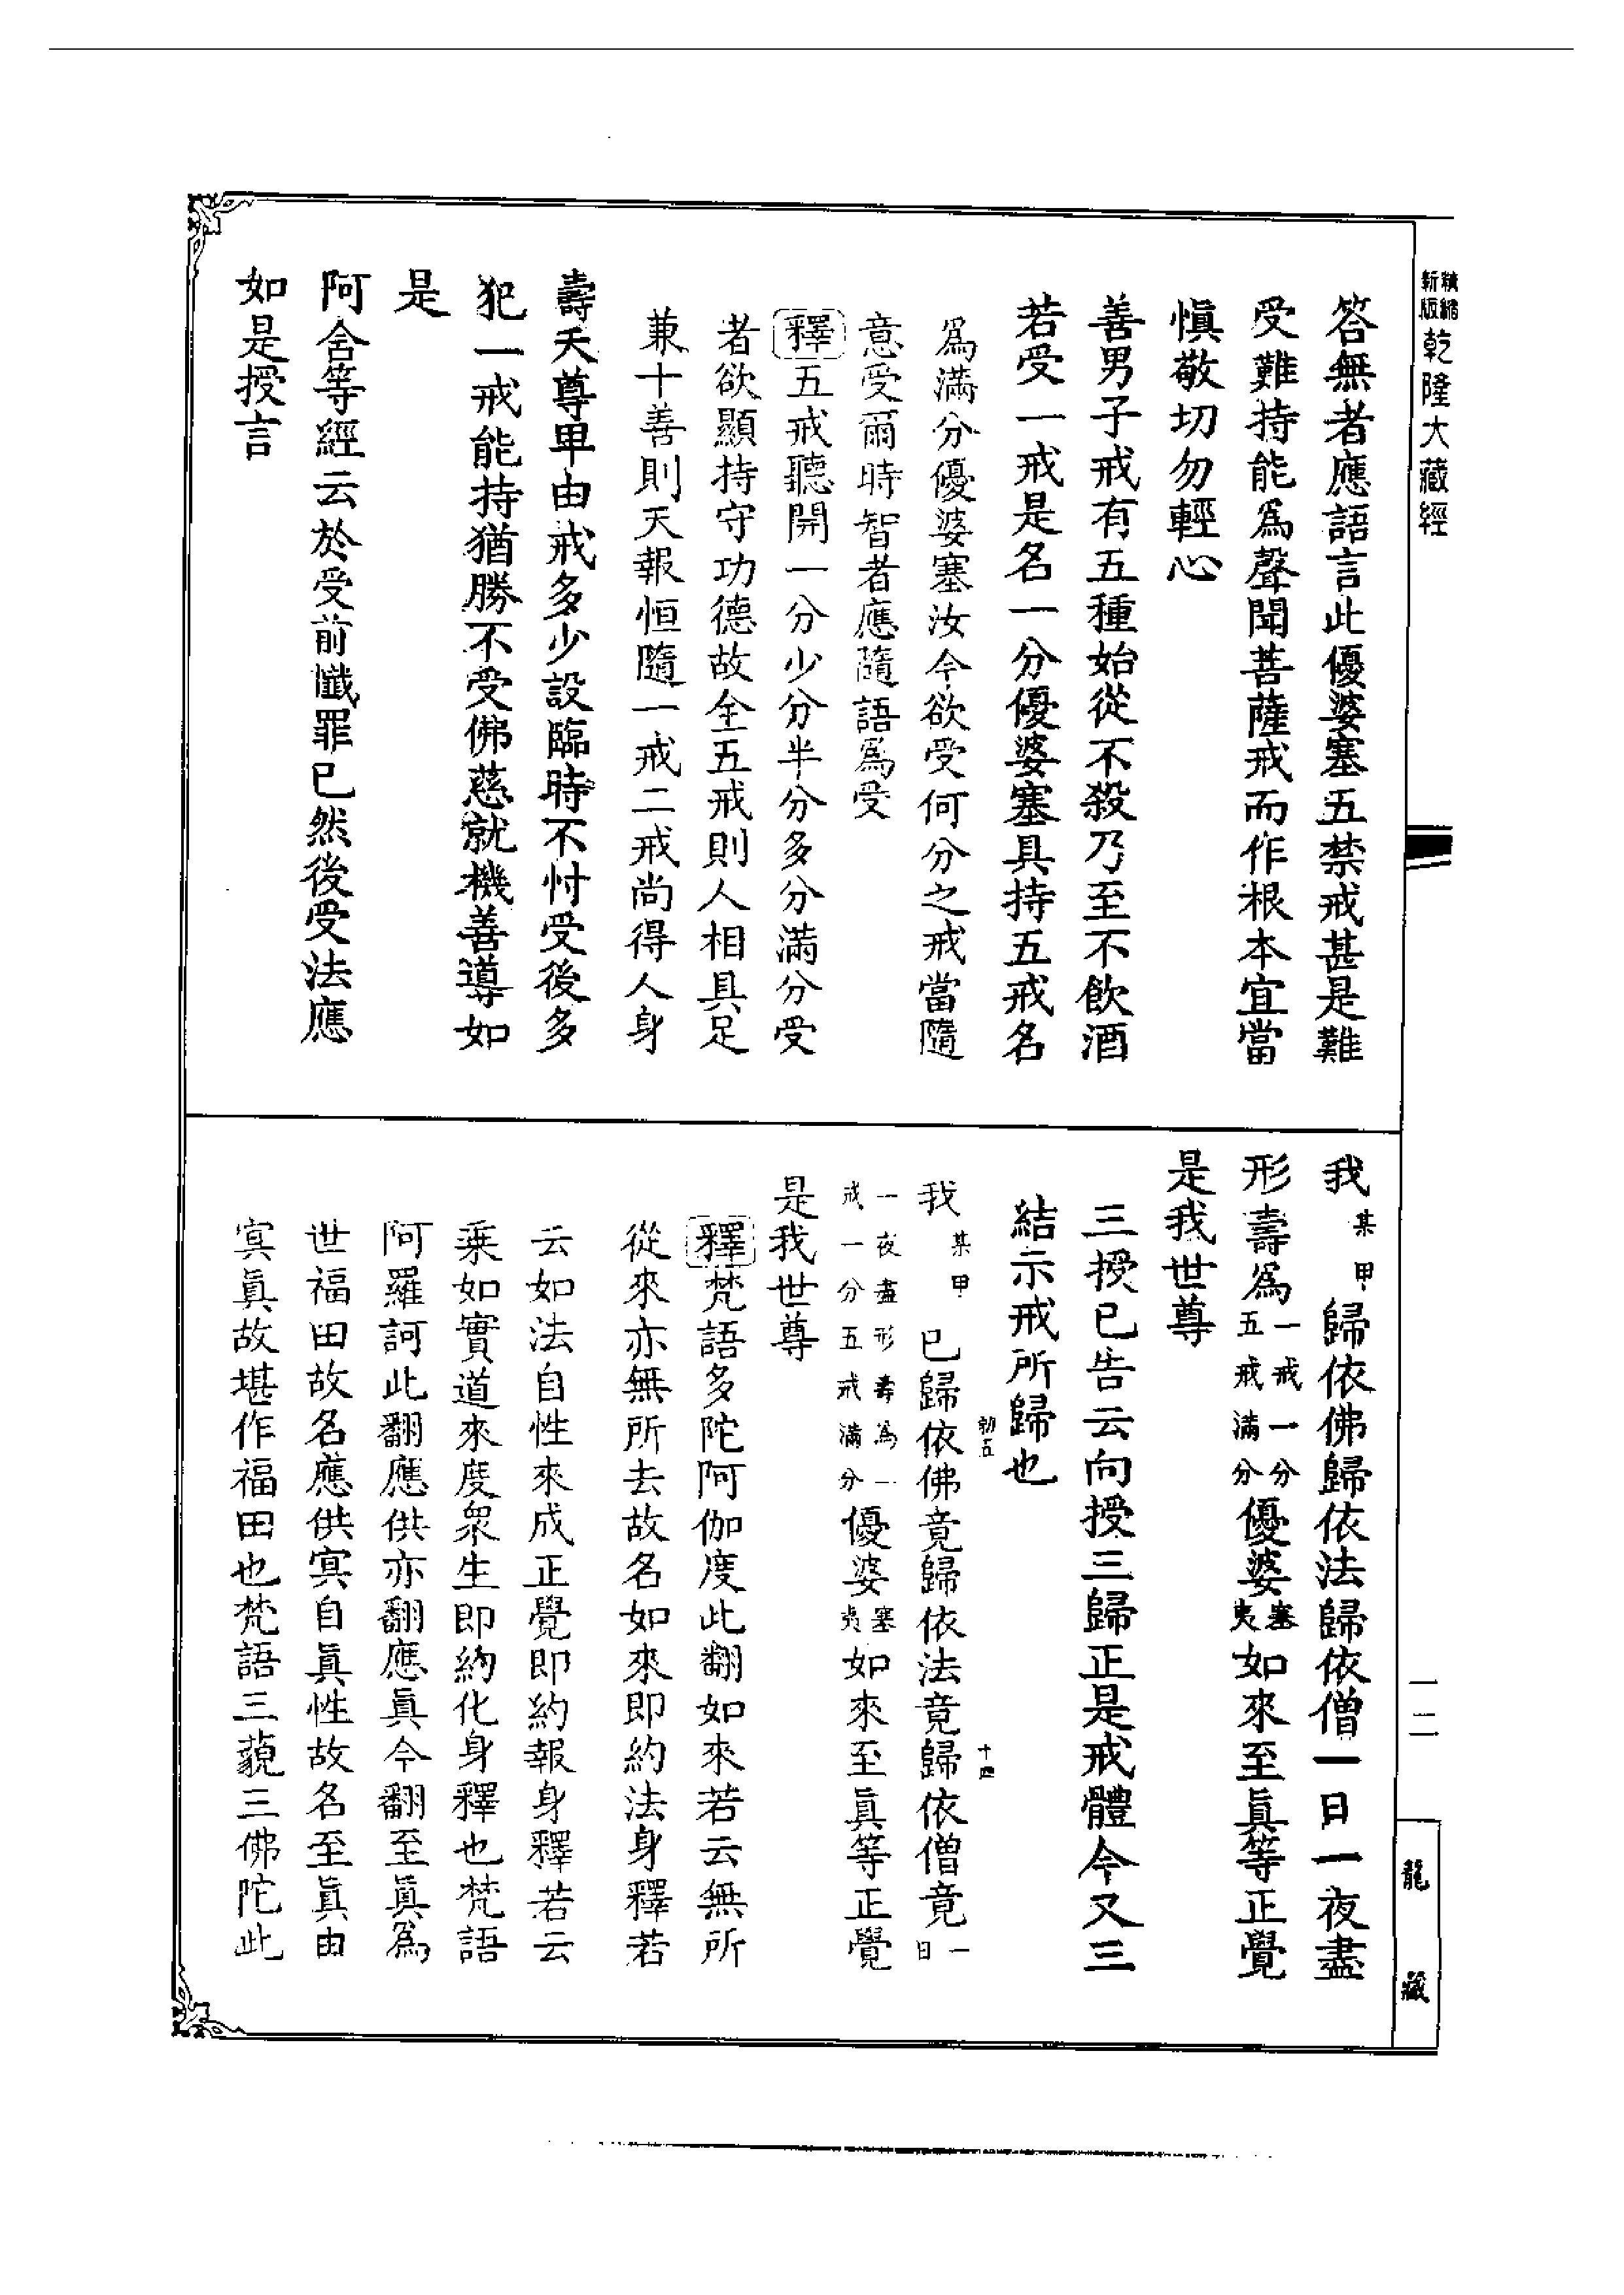 精縮
新版
乾隆大藏經
答無者應語言此優婆塞五禁戒甚是難
受難持能爲聲聞菩薩戒而作根本宜當
慎敬切勿輕心
善男子戒有五種始從不殺乃至不飲酒
若受一戒是名一分優婆塞具持五戒名
爲滿分優婆塞汝今欲受何分之戒當隨
意受爾時智者應隨語爲受
釋五戒聽開一分少分半分多分滿分受
者欲顯持守功德故全五戒則人相具足
兼十善則天報恒隨一戒二戒尚得人身
壽夭尊卑由戒多少設臨時不忖受後多
犯一戒能持猶勝不受佛慈就機善導如
是
阿含等經云於受前懺罪已然後受法應
如是授言
我某甲歸依佛歸依法歸依僧一日一夜盡
形壽爲一戒一分五戒滿分優婆塞夷如來至眞等正覺
是我世尊
三授已告云向授三歸正是戒體今又三
結示戒所歸也
勒五
十四
我某甲已歸依佛竟歸依法竟歸依僧竟一日
一夜盡形壽爲一戒一分五戒滿分優婆塞夷如來至眞等正覺
是我世尊
釋梵語多陀阿伽度此翻如來若云無所
從來亦無所去故名如來即約法身釋若
云如法自性來成正覺即約報身釋若云
乗如實道來度衆生即約化身釋也梵語
阿羅訶此翻應供亦翻應眞今翻至眞爲
世福田故名應供冥自眞性故名至眞由
冥眞故堪作福田也梵語三藐三佛陀此
一二
龍藏